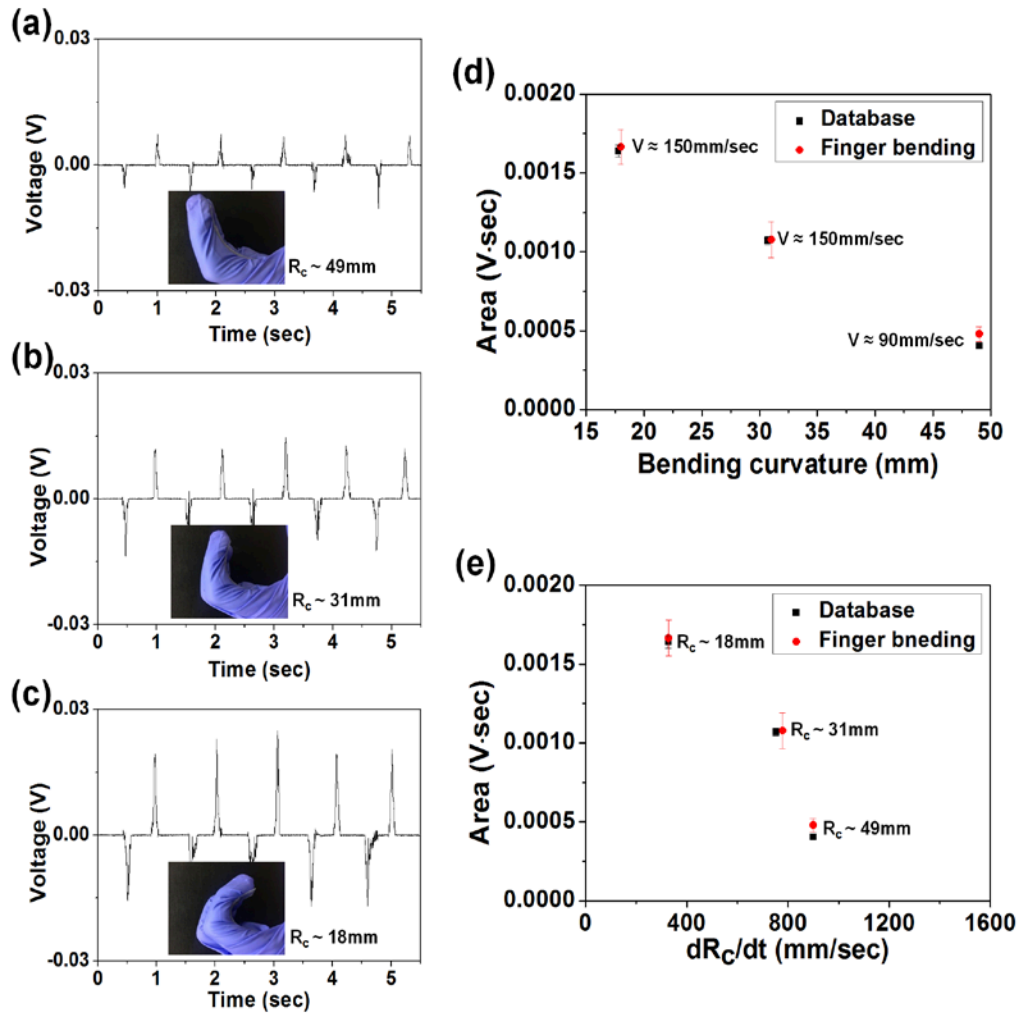 (a)
0.03
0.00
-0.03
Voltage (V)
R_c ~ 49mm
0 1 2 3 4 5
Time (sec)
(b)
0.03
0.00
-0.03
Voltage (V)
R_c ~ 31mm
0 1 2 3 4 5
Time (sec)
(c)
0.03
0.00
-0.03
Voltage (V)
R_c ~ 18mm
0 1 2 3 4 5
Time (sec)
(d)
0.0020
0.0015
0.0010
0.0005
0.0000
Area (V·sec)
Database
Finger bending
V ≈ 150mm/sec
V ≈ 150mm/sec
V ≈ 90mm/sec
15 20 25 30 35 40 45 50
Bending curvature (mm)
(e)
0.0020
0.0015
0.0010
0.0005
0.0000
Area (V·sec)
Database
Finger bneding
R_c ~ 18mm
R_c ~ 31mm
R_c ~ 49mm
0 400 800 1200 1600
dR_C/dt (mm/sec)